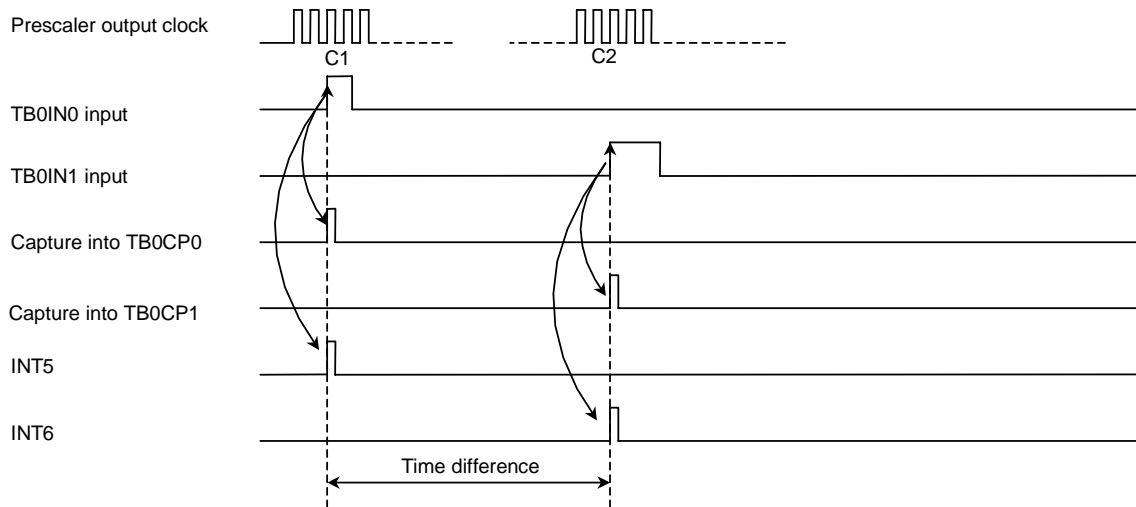 Prescaler output clock
C1
C2
TB0IN0 input
TB0IN1 input
Capture into TB0CP0
Capture into TB0CP1
INT5
INT6
Time difference